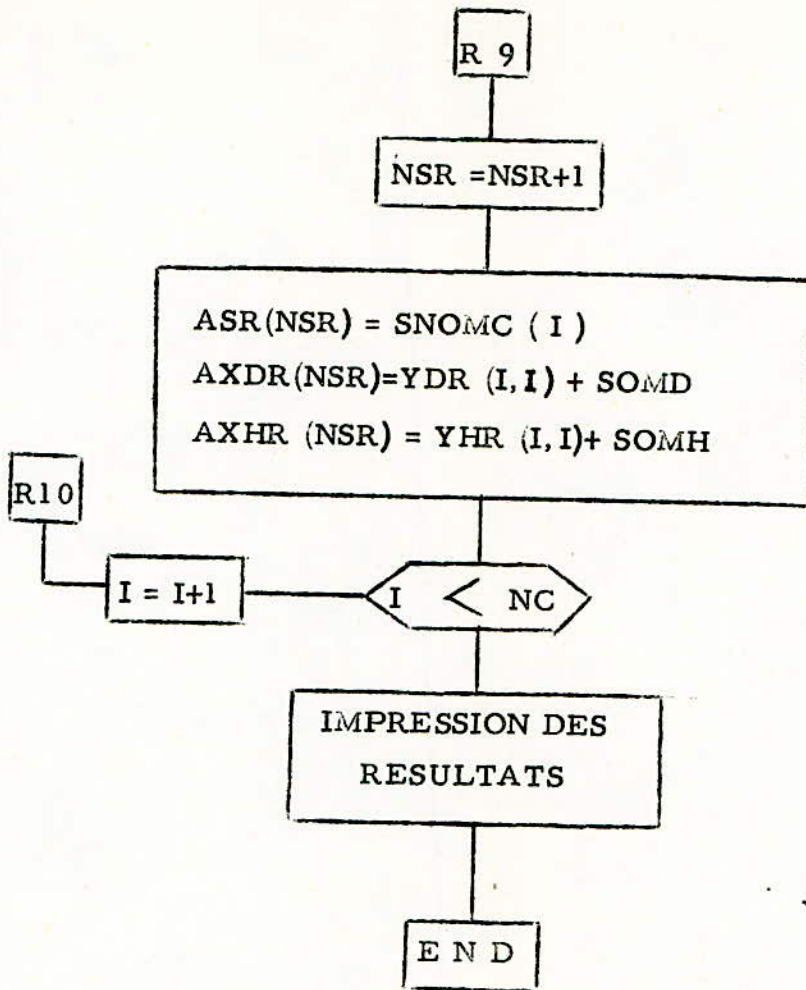 R 9
NSR =NSR+1
ASR(NSR) = SNOMC ( I )
AXDR(NSR)=YDR (I,I) + SOMD
AXHR (NSR) = YHR (I,I)+ SOMH
R10
I = I+1
I < NC
IMPRESSION DES
RESULTATS
E N D